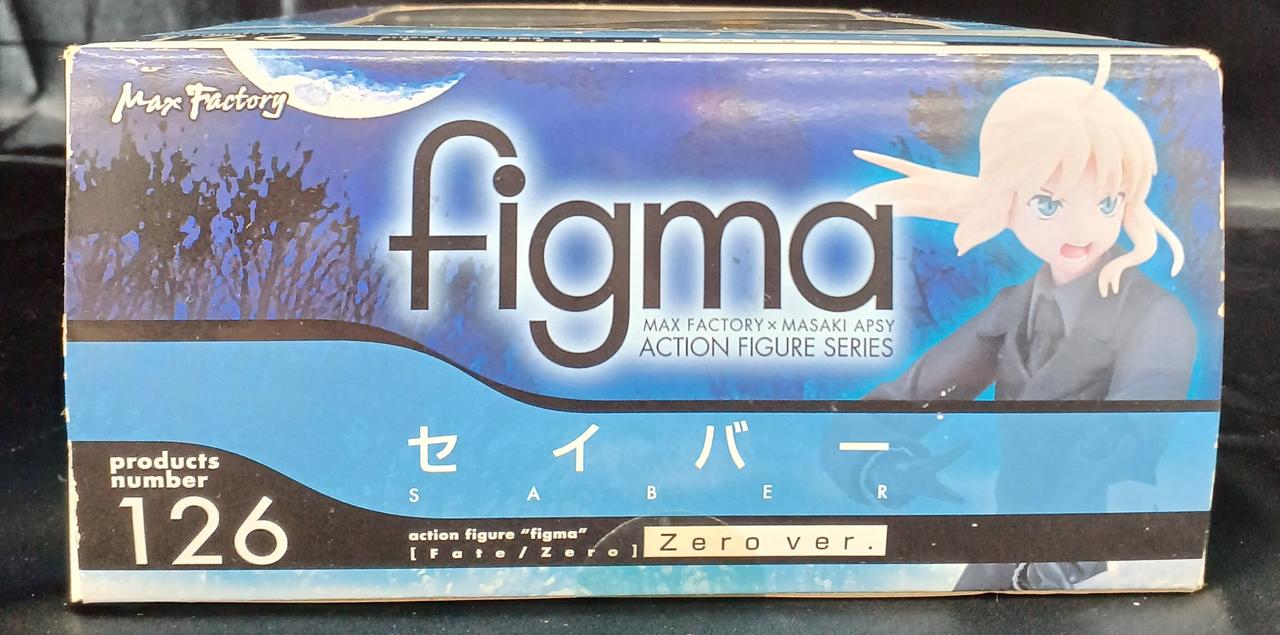 Max Factory
figma
MAX FACTORY × MASAKI APSY
ACTION FIGURE SERIES
セイバー
SABER
products
number
126
action figure "figma"
[Fate/Zero]
Zero ver.